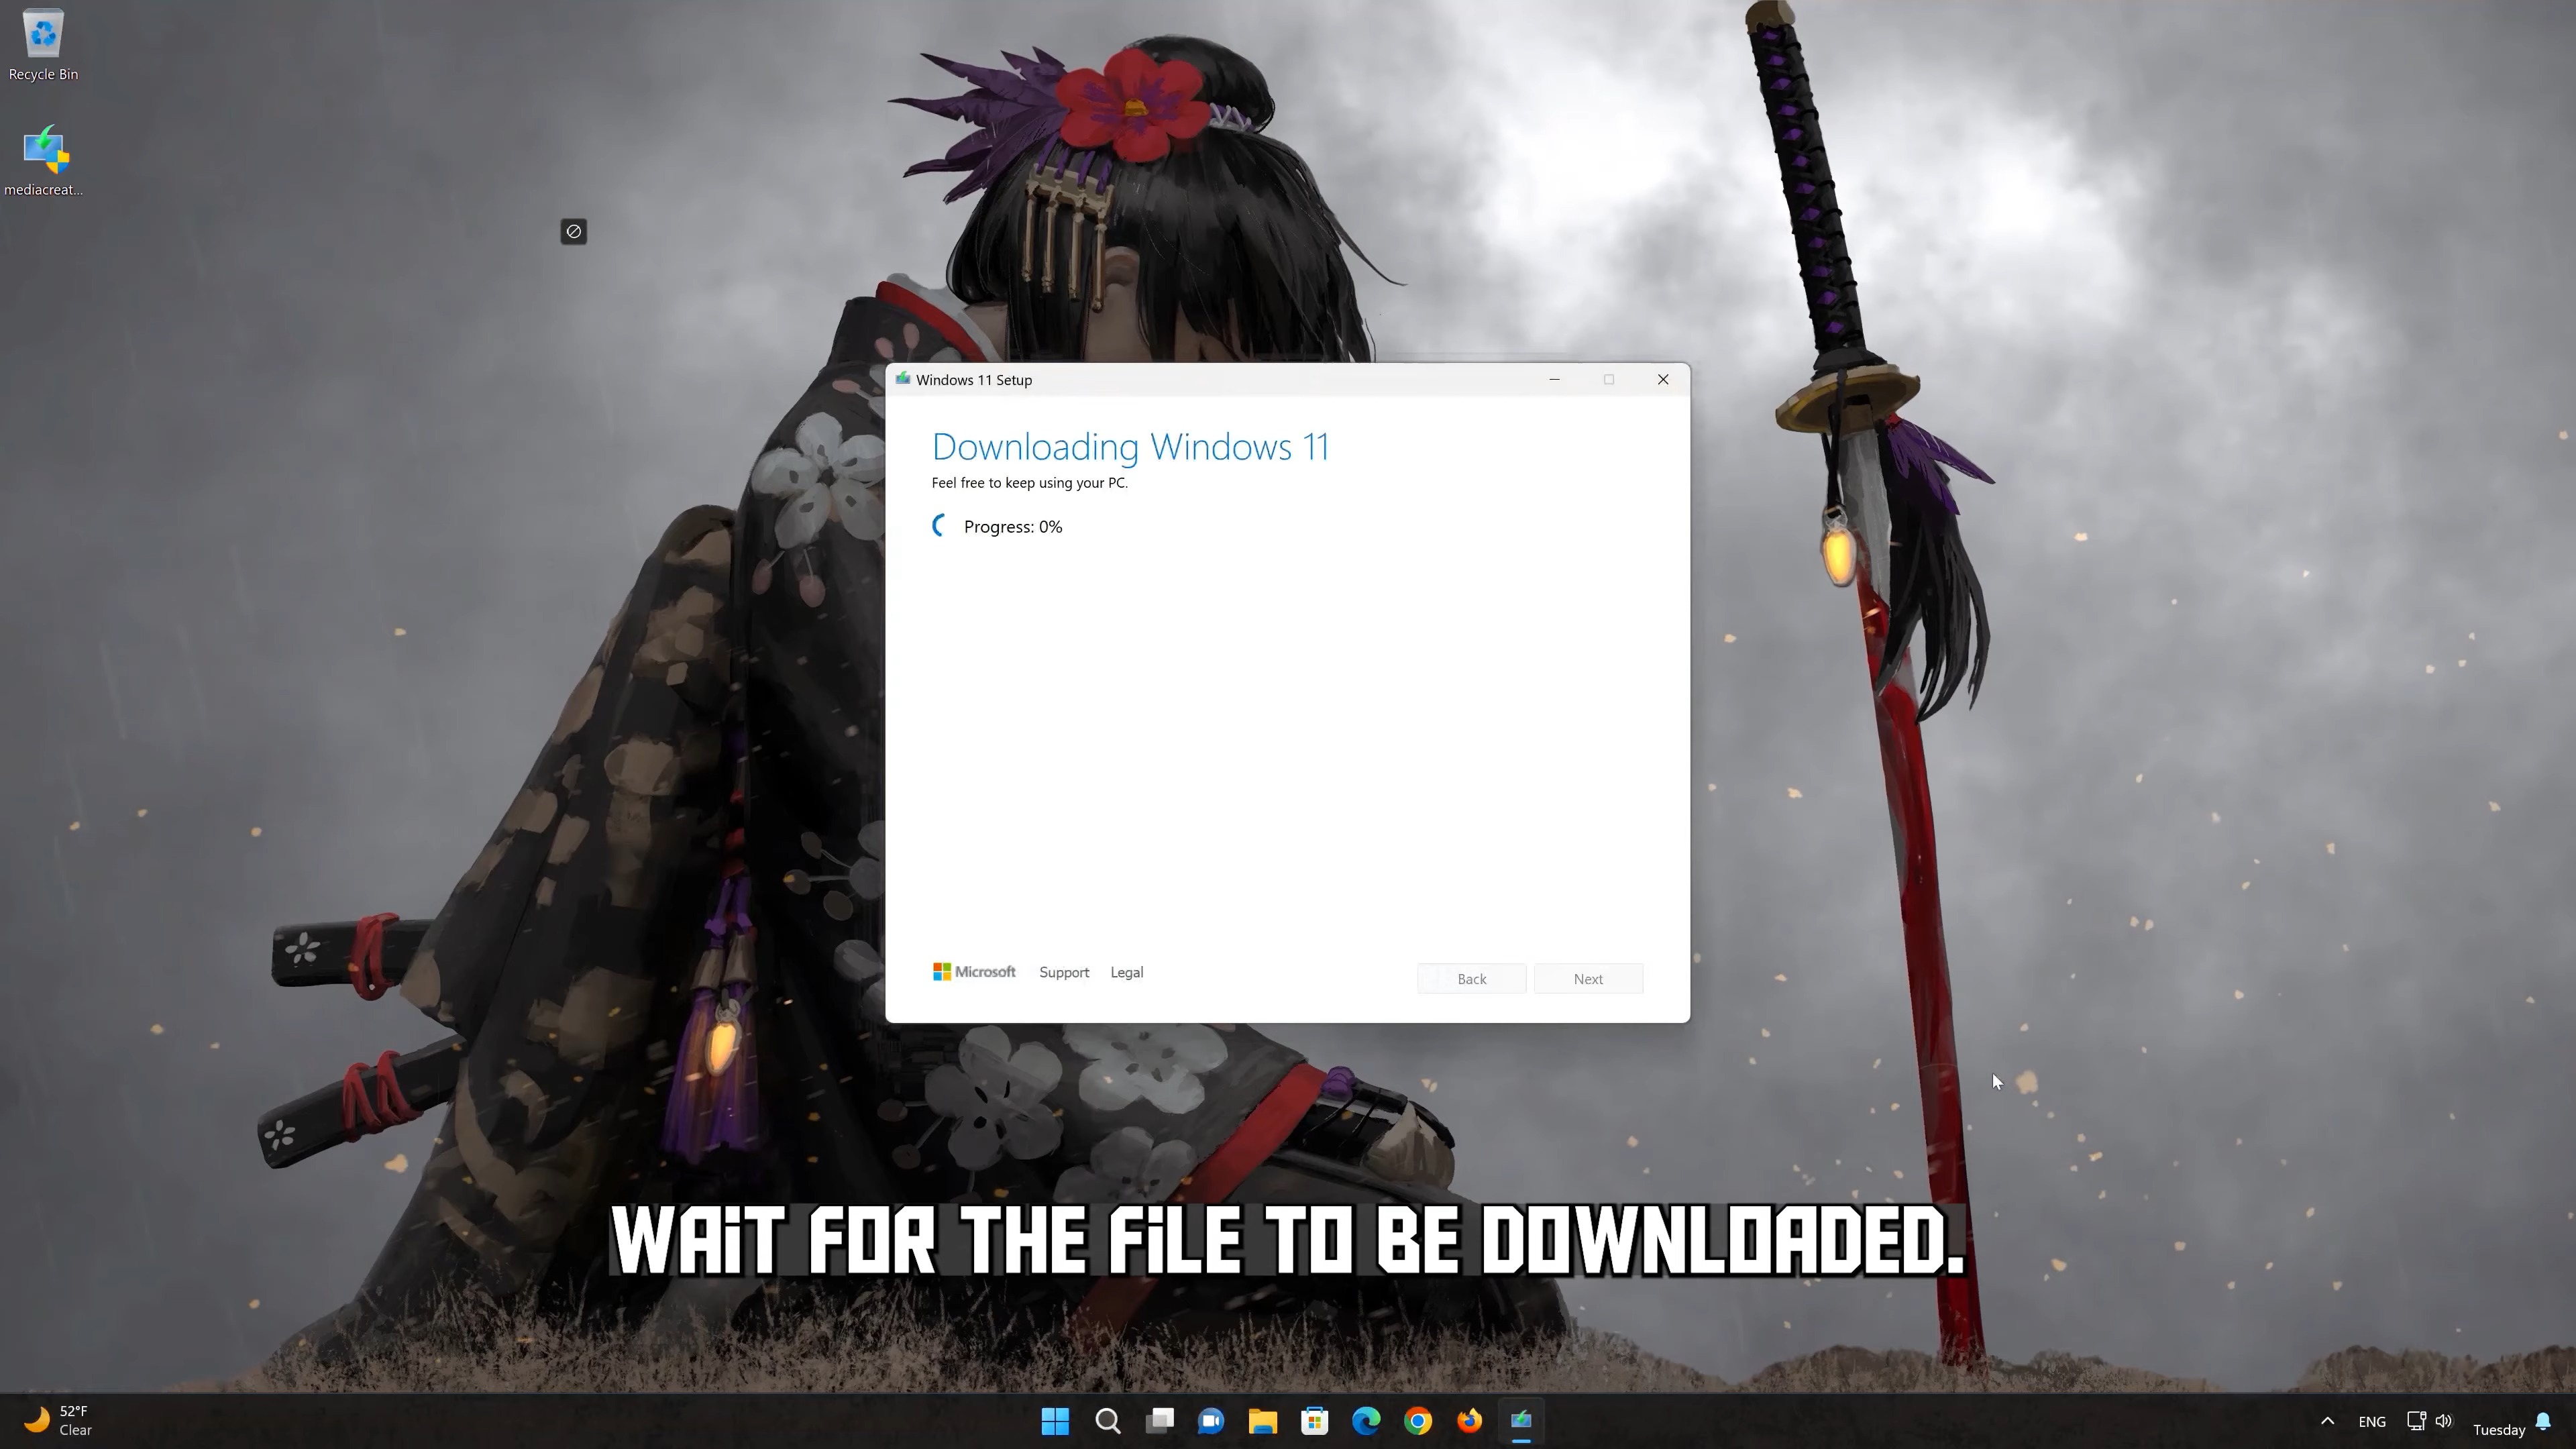 Recycle Bin
mediacreat...
Windows 11 Setup
Downloading Windows 11
Feel free to keep using your PC.
Progress: 0%
Microsoft Support Legal
Back Next
WAiT FOR THE FiLE TO BE DOWNLOADED.
52°F
Clear
ENG
Tuesday